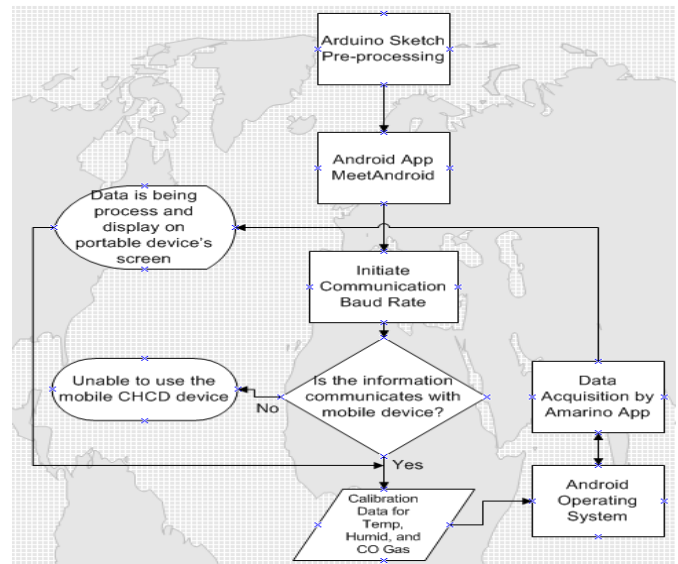 Arduino Sketch
Pre-processing
Android App
MeetAndroid
Data is being
process and
display on
portable device's
screen
Initiate
Communication
Baud Rate
Unable to use the
mobile CHCD device
No
Is the information
communicates with
mobile device?
Yes
Data
Acquisition by
Amarino App
Calibration
Data for
Temp,
Humid, and
CO Gas
Android
Operating
System